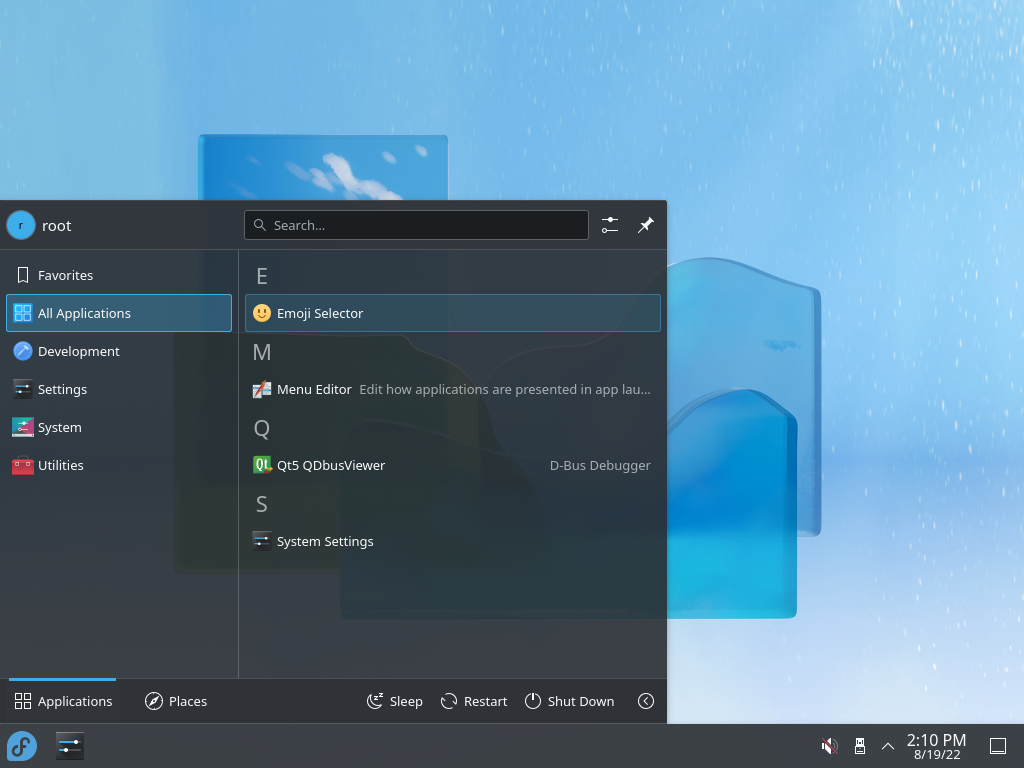 r root
Search...
Favorites
All Applications
Development
Settings
System
Utilities
E
Emoji Selector
M
Menu Editor Edit how applications are presented in app lau...
Q
Qt5 QDbusViewer D-Bus Debugger
S
System Settings
Applications Places Sleep Restart Shut Down
2:10 PM
8/19/22